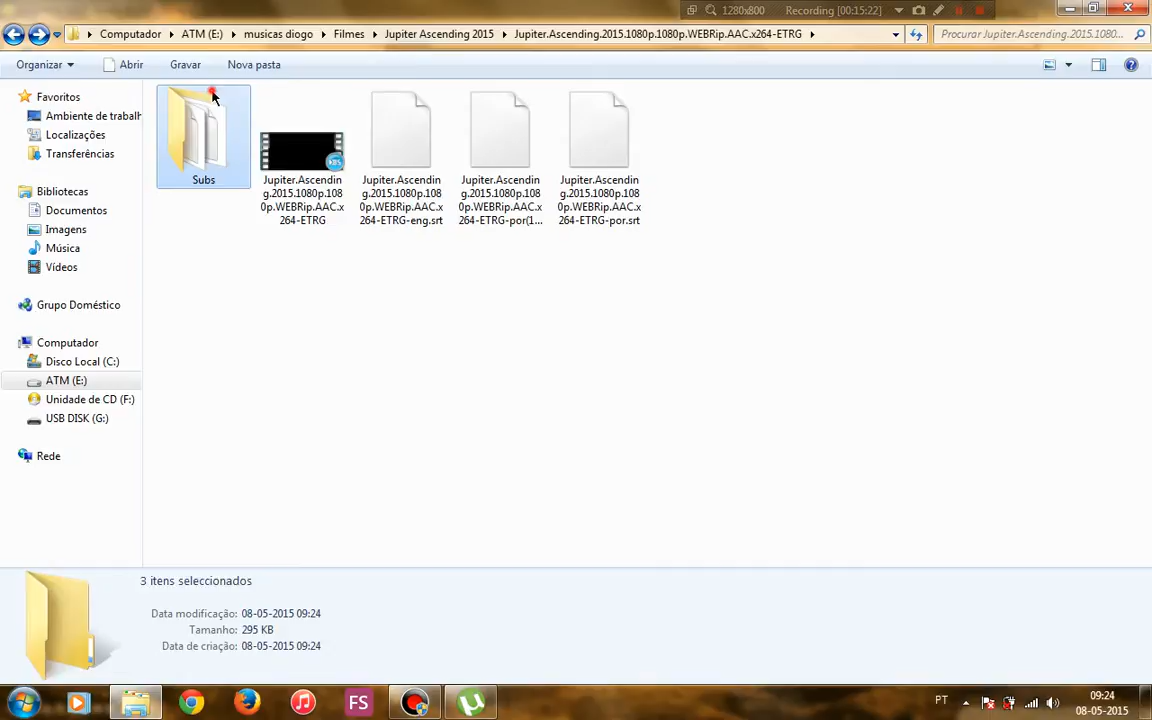 1280x800
Recording [00:15:22]
Computador
ATM (E:)
musicas diogo
Filmes
Jupiter Ascending 2015
Jupiter.Ascending.2015.1080p.1080p.WEBRip.AAC.x264-ETRG
Procurar Jupiter.Ascending.2015.1080...
Organizar
Abrir
Gravar
Nova pasta
Favoritos
Ambiente de trabalh
Localizações
Transferências
Bibliotecas
Documentos
Imagens
Música
Vídeos
Grupo Doméstico
Computador
Disco Local (C:)
ATM (E:)
Unidade de CD (F:)
USB DISK (G:)
Rede
Subs
KBS
Jupiter.Ascendin
g.2015.1080p.108
0p.WEBRip.AAC.x
264-ETRG
Jupiter.Ascendin
g.2015.1080p.108
0p.WEBRip.AAC.x
264-ETRG-eng.srt
Jupiter.Ascendin
g.2015.1080p.108
0p.WEBRip.AAC.x
264-ETRG-por(1...
Jupiter.Ascendin
g.2015.1080p.108
0p.WEBRip.AAC.x
264-ETRG-por.srt
3 itens seleccionados
Data modificação: 08-05-2015 09:24
Tamanho: 295 KB
Data de criação: 08-05-2015 09:24
FS
PT
09:24
08-05-2015